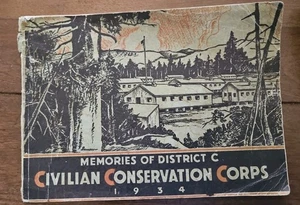 MEMORIES OF DISTRICT C
CIVILIAN CONSERVATION CORPS
1934